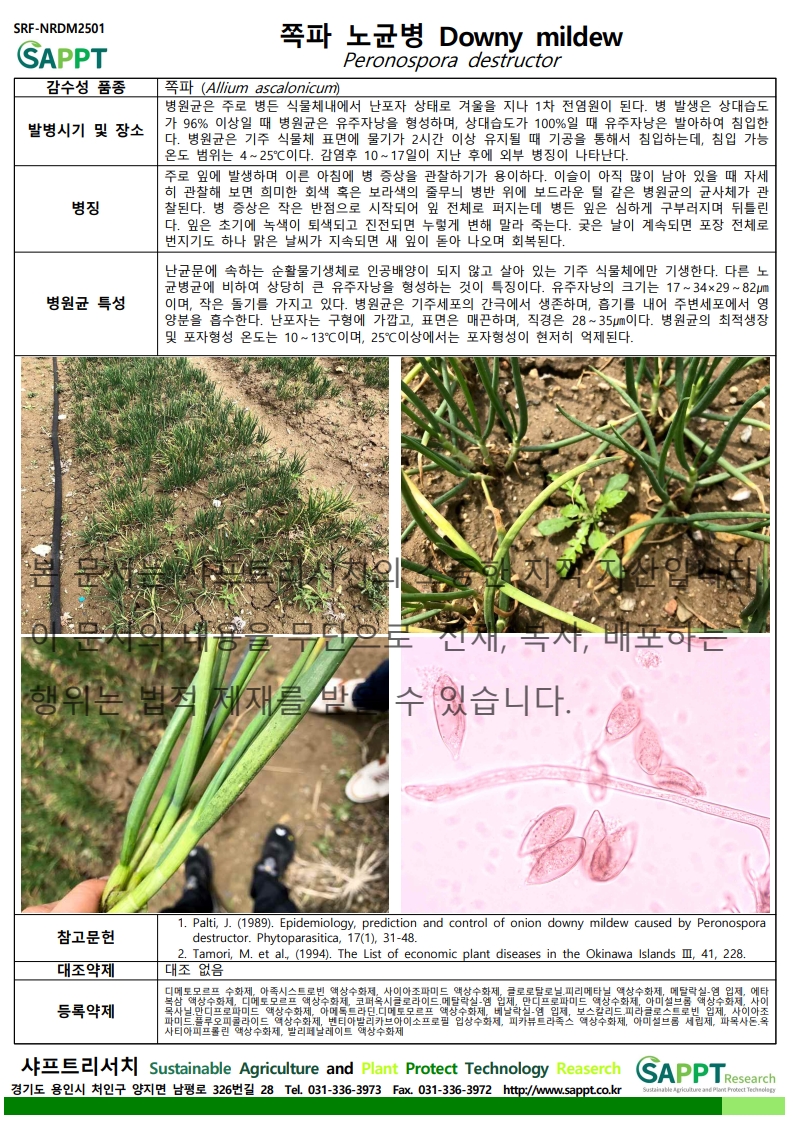 SRF-NRDM2501
SAPPT
쪽파 노균병 Downy mildew
Peronospora destructor
감수성 품종
쪽파 (Allium ascalonicum)
발병시기 및 장소
병원균은 주로 병든 식물체내에서 난포자 상태로 겨울을 지나 1차 전염원이 된다. 병 발생은 상대습도
가 96% 이상일 때 병원균은 유주자낭을 형성하며, 상대습도가 100%일 때 유주자낭은 발아하여 침입한
다. 병원균은 기주 식물체 표면에 물기가 2시간 이상 유지될 때 기공을 통해서 침입하는데, 침입 가능
온도 범위는 4~25℃이다. 감염후 10~17일이 지난 후에 외부 병징이 나타난다.
병징
주로 잎에 발생하며 이른 아침에 병 증상을 관찰하기가 용이하다. 이슬이 아직 많이 남아 있을 때 자세
히 관찰해 보면 희미한 회색 혹은 보라색의 줄무늬 병반 위에 보드라운 털 같은 병원균의 균사체가 관
찰된다. 병 증상은 작은 반점으로 시작되어 잎 전체로 퍼지는데 병든 잎은 심하게 구부러지며 뒤틀린
다. 잎은 초기에 녹색이 퇴색되고 진전되면 누렇게 변해 말라 죽는다. 궂은 날이 계속되면 포장 전체로
번지기도 하나 맑은 날씨가 지속되면 새 잎이 돋아 나오며 회복된다.
병원균 특성
난균문에 속하는 순활물기생체로 인공배양이 되지 않고 살아 있는 기주 식물체에만 기생한다. 다른 노
균병균에 비하여 상당히 큰 유주자낭을 형성하는 것이 특징이다. 유주자낭의 크기는 17~34×29~82㎛
이며, 작은 돌기를 가지고 있다. 병원균은 기주세포의 간극에서 생존하며, 흡기를 내어 주변세포에서 영
양분을 흡수한다. 난포자는 구형에 가깝고, 표면은 매끈하며, 직경은 28~35㎛이다. 병원균의 최적생장
및 포자형성 온도는 10~13℃이며, 25℃이상에서는 포자형성이 현저히 억제된다.
본 문서는 샤프트리서치의 소중한 지적 자산입니다
이 문서의 내용을 무단으로 전재, 복사, 배포하는
행위는 법적 제재를 받을 수 있습니다.
참고문헌
1. Palti, J. (1989). Epidemiology, prediction and control of onion downy mildew caused by Peronospora
destructor. Phytoparasitica, 17(1), 31-48.
2. Tamori, M. et al., (1994). The List of economic plant diseases in the Okinawa Islands Ⅲ, 41, 228.
대조약제
대조 없음
등록약제
디메토모르프 수화제, 아족시스트로빈 액상수화제, 사이아조파미드 액상수화제, 클로로탈로닐.피리메타닐 액상수화제, 메탈락실-엠 입제, 에타
복삼 액상수화제, 디메토모르프 액상수화제, 코퍼옥시클로라이드.메탈락실-엠 입제, 만디프로파미드 액상수화제, 아미설브롬 액상수화제, 사이
목사닐.만디프로파미드 액상수화제, 아메톡트라딘.디메토모르프 액상수화제, 베날락실-엠 입제, 보스칼리드.피라클로스트로빈 입제, 사이아조
파미드.플루오피콜라이드 액상수화제, 벤티아발리카브아이소프로필 입상수화제, 피카뷰트라족스 액상수화제, 아미설브롬 세립제, 파목사돈.옥
사티아피프롤린 액상수화제, 발리페날레이트 액상수화제
샤프트리서치 Sustainable Agriculture and Plant Protect Technology Reaserch
경기도 용인시 처인구 양지면 남평로 326번길 28 Tel. 031-336-3973 Fax. 031-336-3972 http://www.sappt.co.kr
SAPPT Research
Sustainable Agriculture and Plant Protect Technology